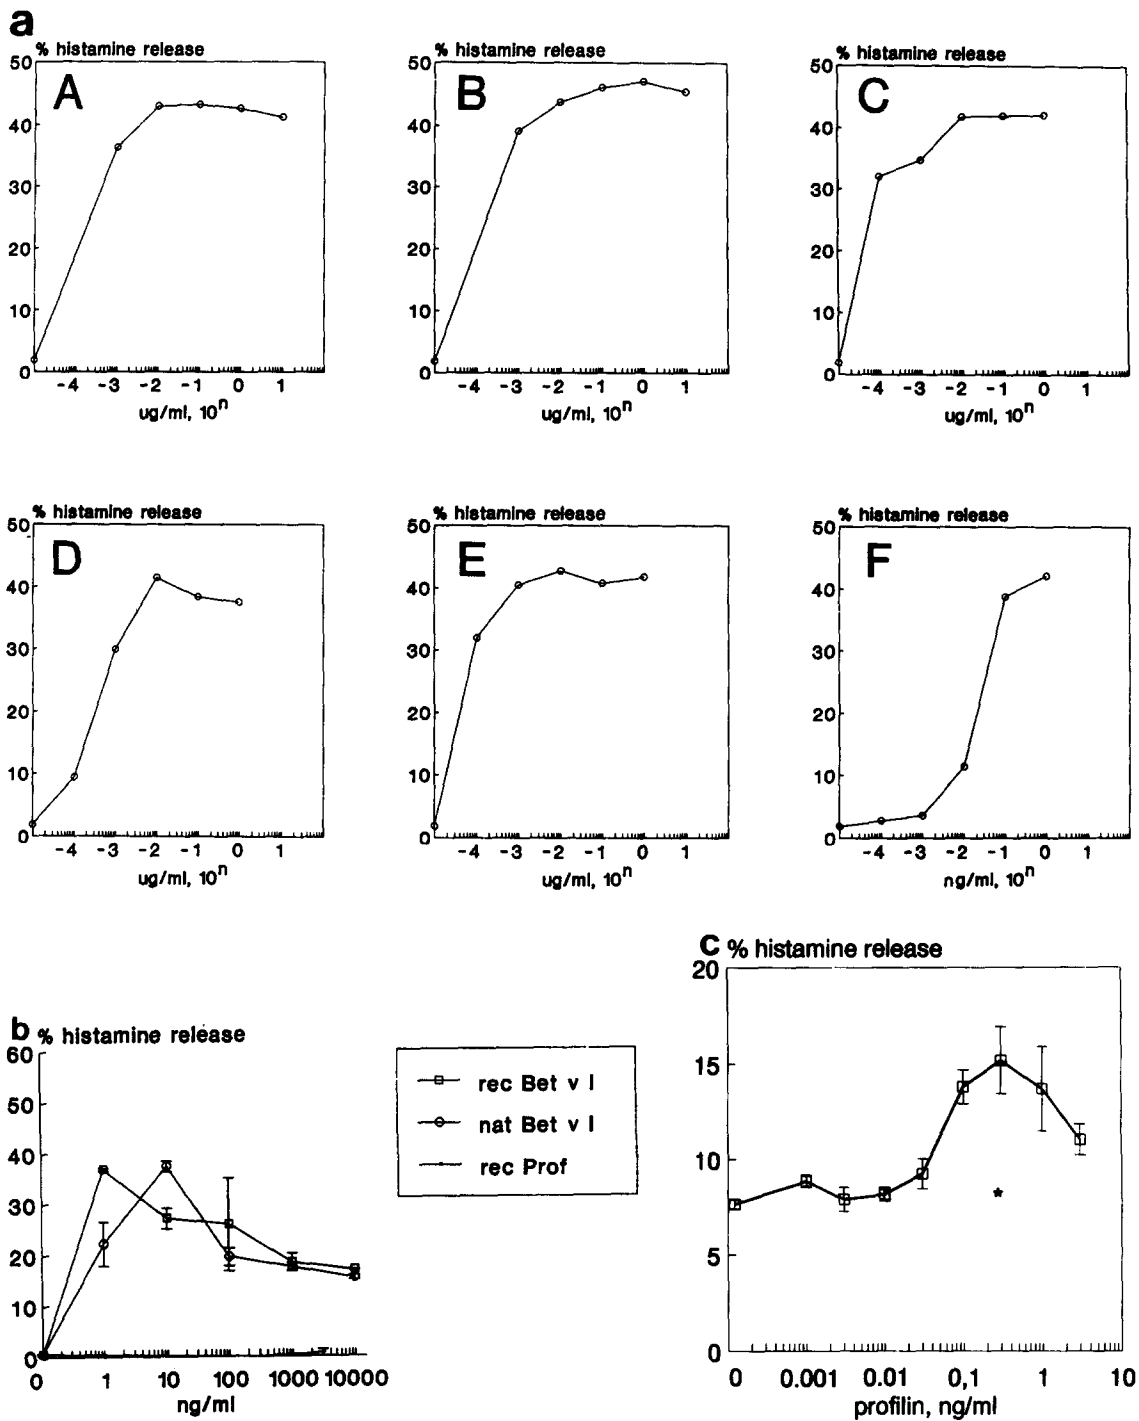 a
% histamine release
% histamine release
% histamine release
50
40
30
20
10
0
A
-4 -3 -2 -1 0 1
ug/ml, 10n
50
40
30
20
10
0
B
-4 -3 -2 -1 0 1
ug/ml, 10n
50
40
30
20
10
0
C
-4 -3 -2 -1 0 1
ug/ml, 10n
% histamine release
% histamine release
% histamine release
50
40
30
20
10
0
D
-4 -3 -2 -1 0 1
ug/ml, 10n
50
40
30
20
10
0
E
-4 -3 -2 -1 0 1
ug/ml, 10n
50
40
30
20
10
0
F
-4 -3 -2 -1 0 1
ng/ml, 10n
b % histamine release
60
50
40
30
20
10
0
0 1 10 100 1000 10000
ng/ml
rec Bet v I
nat Bet v I
rec Prof
c % histamine release
20
15
10
5
0
0 0.001 0.01 0,1 1 10
profilin, ng/ml